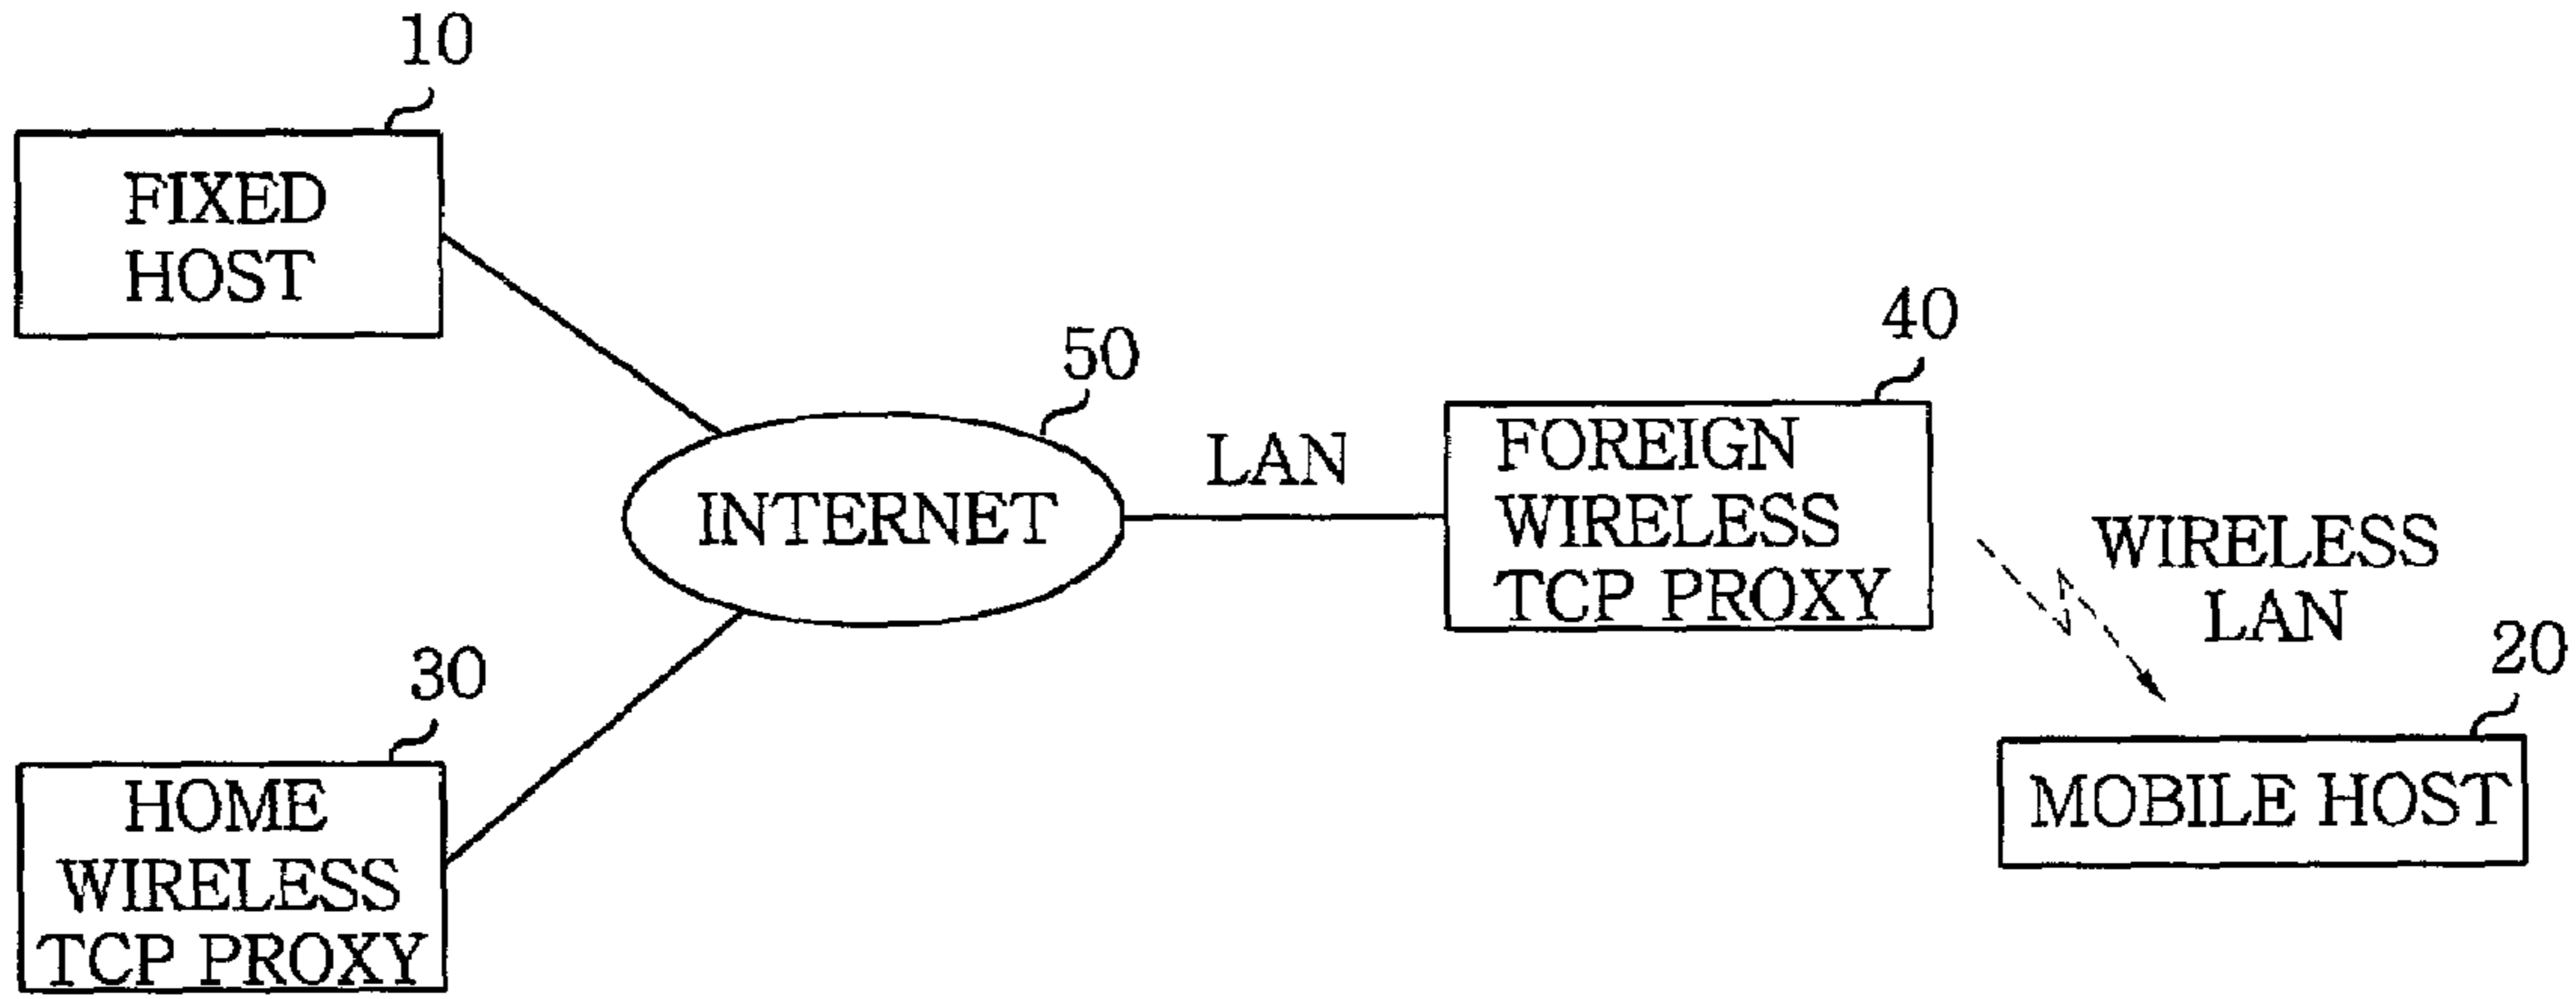 10
FIXED
HOST
50
INTERNET
LAN
40
FOREIGN
WIRELESS
TCP PROXY
WIRELESS
LAN
20
MOBILE HOST
30
HOME
WIRELESS
TCP PROXY